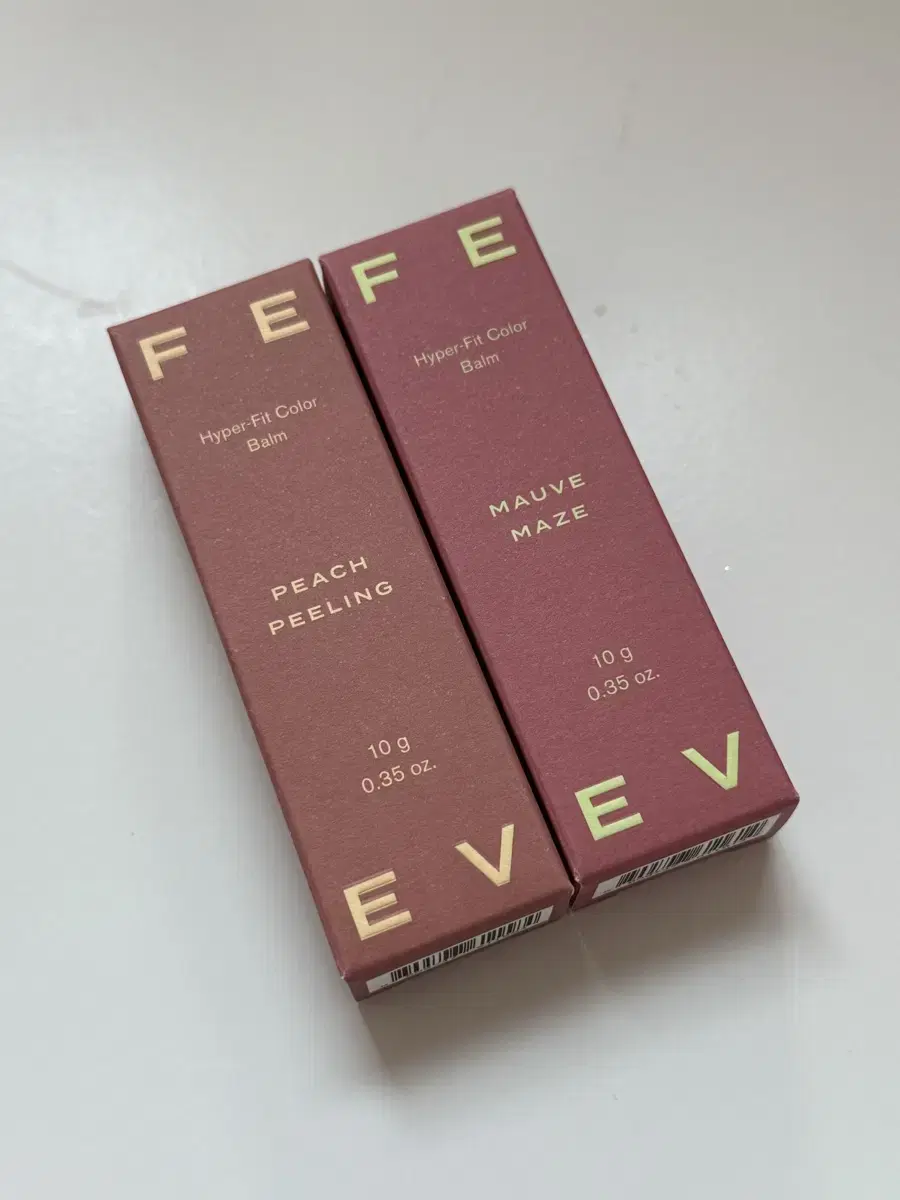 F E
Hyper-Fit Color
Balm
PEACH
PEELING
10 g
0.35 oz.
E V
F E
Hyper-Fit Color
Balm
MAUVE
MAZE
10 g
0.35 oz.
E V